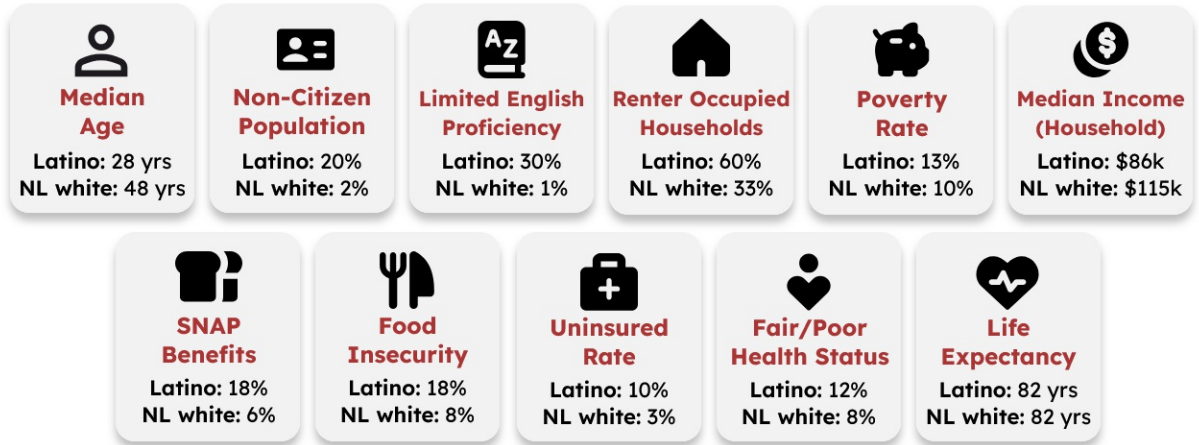 Median
Age
Latino: 28 yrs
NL white: 48 yrs
Non-Citizen
Population
Latino: 20%
NL white: 2%
AZ
Limited English
Proficiency
Latino: 30%
NL white: 1%
Renter Occupied
Households
Latino: 60%
NL white: 33%
Poverty
Rate
Latino: 13%
NL white: 10%
$
Median Income
(Household)
Latino: $86k
NL white: $115k
SNAP
Benefits
Latino: 18%
NL white: 6%
Food
Insecurity
Latino: 18%
NL white: 8%
Uninsured
Rate
Latino: 10%
NL white: 3%
Fair/Poor
Health Status
Latino: 12%
NL white: 8%
Life
Expectancy
Latino: 82 yrs
NL white: 82 yrs